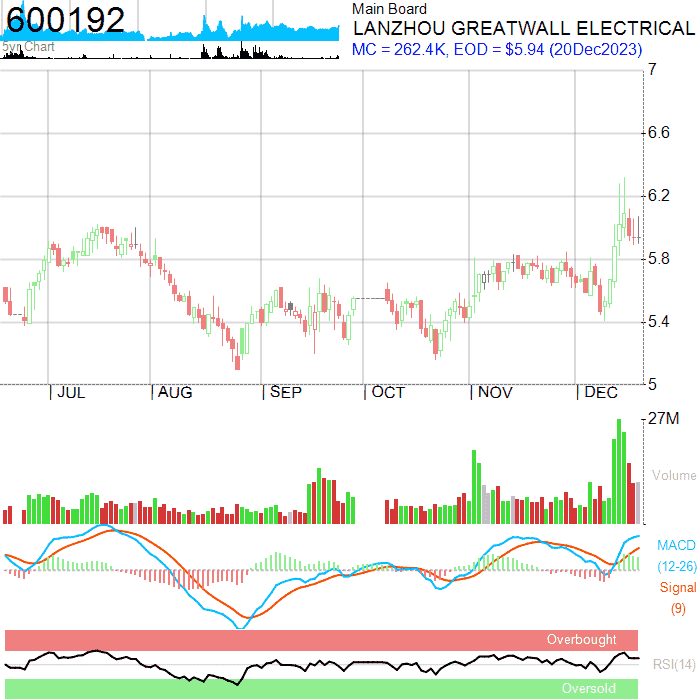 600192
5yr Chart
Main Board
LANZHOU GREATWALL ELECTRICAL
MC = 262.4K, EOD = $5.94 (20Dec2023)
7
6.6
6.2
5.8
5.4
5
JUL AUG SEP OCT NOV DEC
27M
Volume
MACD
(12-26)
Signal
(9)
Overbought
RSI(14)
Oversold